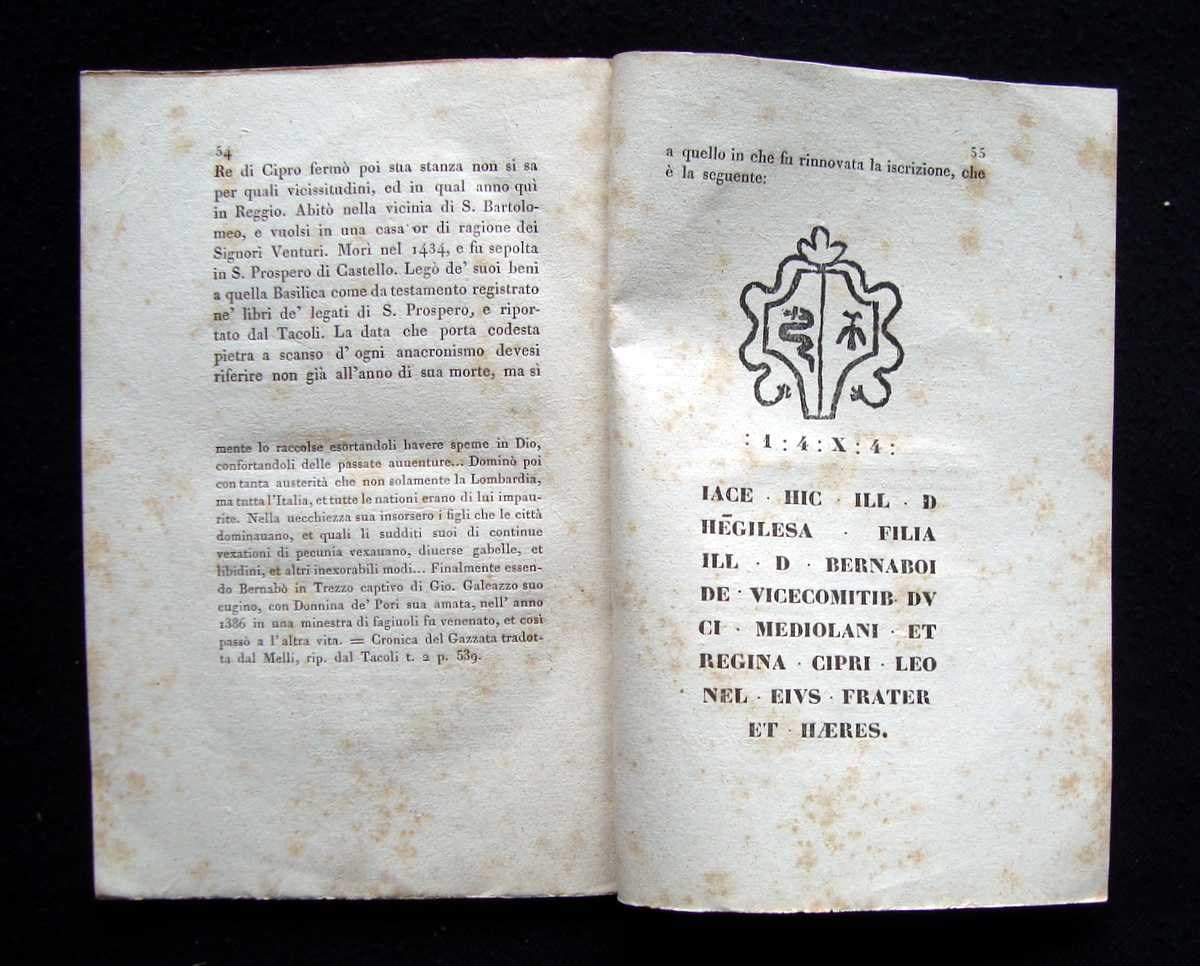 54
Re di Cipro fermò poi sua stanza non si sa
per quali vicissitudini, ed in qual anno quì
in Reggio. Abitò nella vicinia di S. Bartolo-
meo, e vuolsi in una casa or di ragione dei
Signori Venturi. Morì nel 1434, e fu sepolta
in S. Prospero di Castello. Legò de' suoi beni
a quella Basilica come da testamento registrato
ne' libri de' legati di S. Prospero, e ripor-
tato dal Tacoli. La data che porta codesta
pietra a scanso d' ogni anacronismo devesi
riferire non già all'anno di sua morte, ma sì
mente lo raccolse esortandoli havere speme in Dio,
confortandoli delle passate auuenture... Dominò poi
con tanta austerità che non solamente la Lombardia,
ma tutta l'Italia, et tutte le nationi erano di lui impau-
rite. Nella uecchiezza sua insorsero i figli che le città
dominauano, et quali li sudditi suoi di continue
vexationi di pecunia vexauano, diuerse gabelle, et
libidini, et altri inexorabili modi... Finalmente essen-
do Bernabò in Trezzo captivo di Gio. Galeazzo suo
cugino, con Donnina de' Pori sua amata, nell' anno
1386 in una minestra di fagiuoli fu venenato, et così
passò a l' altra vita. = Cronica del Gazzata tradot-
ta dal Melli, rip. dal Tacoli t. 2 p. 539.
55
a quello in che fu rinnovata la iscrizione, che
è la seguente:
: 1 : 4 : X : 4 :
IACE · HIC · ILL · D
HĒGILESA · FILIA
ILL · D · BERNABOI
DE · VICECOMITIB · DV
CI · MEDIOLANI · ET
REGINA · CIPRI · LEO
NEL · EIVS · FRATER
ET · HÆRES.